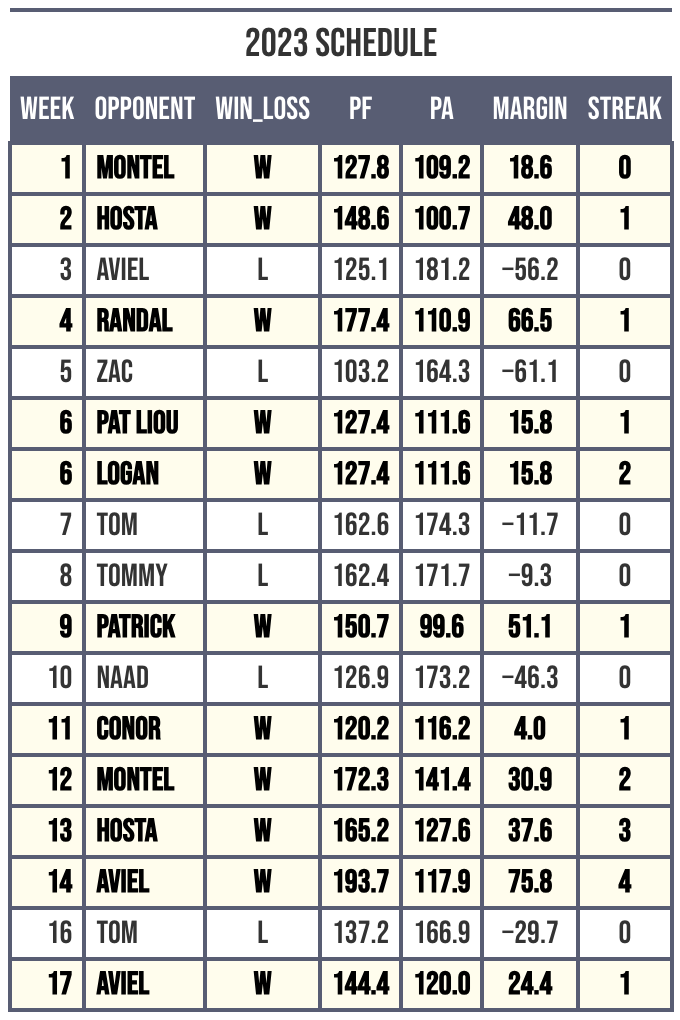 2023 SCHEDULE
WEEK OPPONENT WIN_LOSS PF PA MARGIN STREAK
1 MONTEL W 127.8 109.2 18.6 0
2 HOSTA W 148.6 100.7 48.0 1
3 AVIEL L 125.1 181.2 −56.2 0
4 RANDAL W 177.4 110.9 66.5 1
5 ZAC L 103.2 164.3 −61.1 0
6 PAT LIOU W 127.4 111.6 15.8 1
6 LOGAN W 127.4 111.6 15.8 2
7 TOM L 162.6 174.3 −11.7 0
8 TOMMY L 162.4 171.7 −9.3 0
9 PATRICK W 150.7 99.6 51.1 1
10 NAAD L 126.9 173.2 −46.3 0
11 CONOR W 120.2 116.2 4.0 1
12 MONTEL W 172.3 141.4 30.9 2
13 HOSTA W 165.2 127.6 37.6 3
14 AVIEL W 193.7 117.9 75.8 4
16 TOM L 137.2 166.9 −29.7 0
17 AVIEL W 144.4 120.0 24.4 1